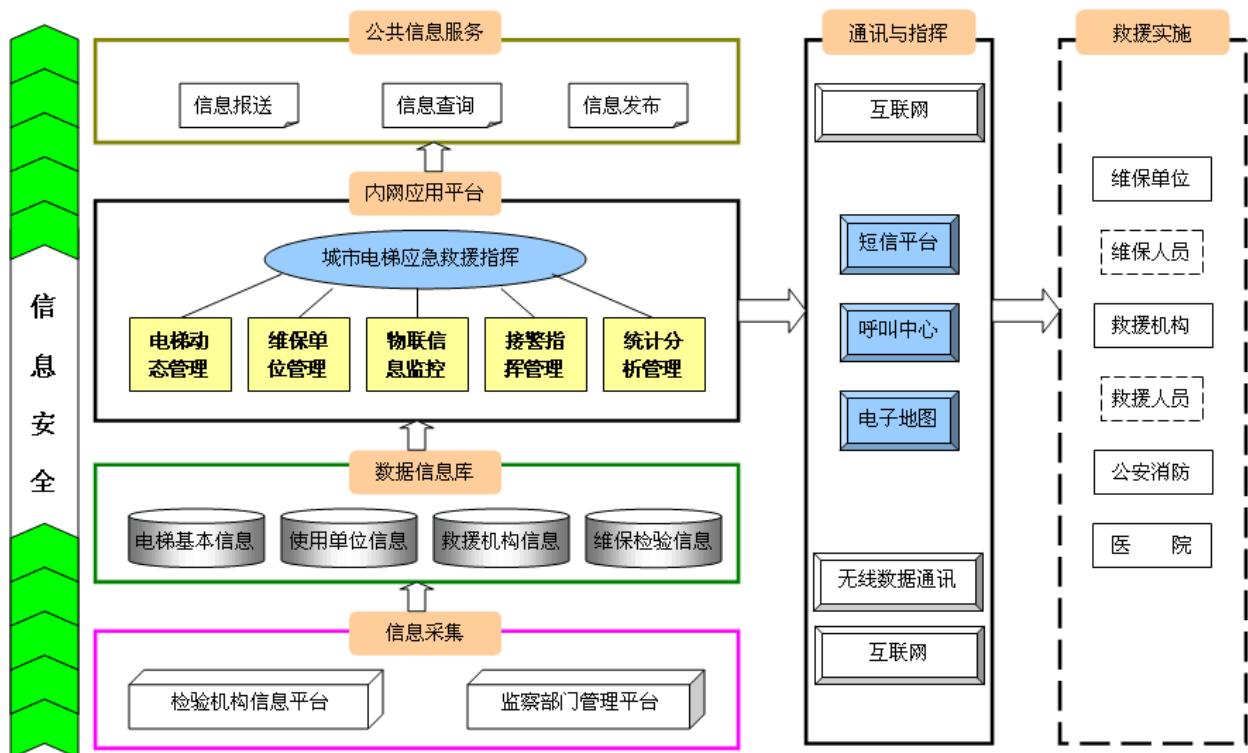 公共信息服务
信息报送
信息查询
信息发布
内网应用平台
城市电梯应急救援指挥
电梯动
态管理
维保单
位管理
物联信
息监控
接警指
挥管理
统计分
析管理
数据信息库
电梯基本信息
使用单位信息
救援机构信息
维保检验信息
信息采集
检验机构信息平台
监察部门管理平台
信
息
安
全
通讯与指挥
互联网
短信平台
呼叫中心
电子地图
无线数据通讯
互联网
救援实施
维保单位
维保人员
救援机构
救援人员
公安消防
医 院